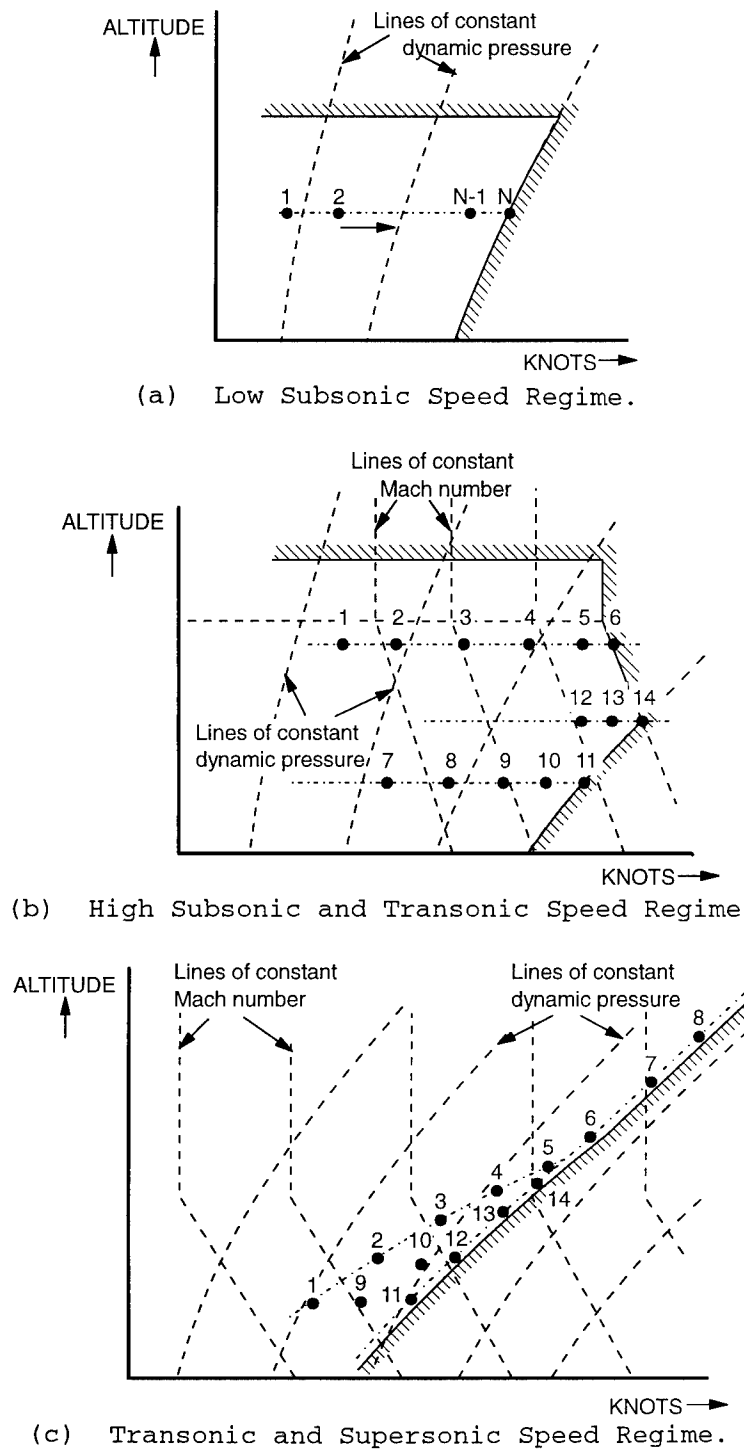 ALTITUDE
Lines of constant
dynamic pressure
1 2 N-1 N
KNOTS
(a) Low Subsonic Speed Regime.
Lines of constant
Mach number
ALTITUDE
1 2 3 4 5 6
12 13 14
Lines of constant
dynamic pressure
7 8 9 10 11
KNOTS
(b) High Subsonic and Transonic Speed Regime
ALTITUDE
Lines of constant
Mach number
Lines of constant
dynamic pressure
8
7
6
5
4
14
3
13
2 10 12
1 9 11
KNOTS
(c) Transonic and Supersonic Speed Regime.